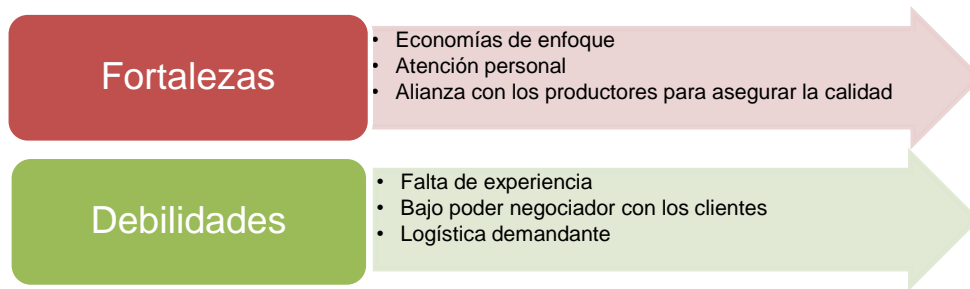 Fortalezas
• Economías de enfoque
• Atención personal
• Alianza con los productores para asegurar la calidad
Debilidades
• Falta de experiencia
• Bajo poder negociador con los clientes
• Logística demandante